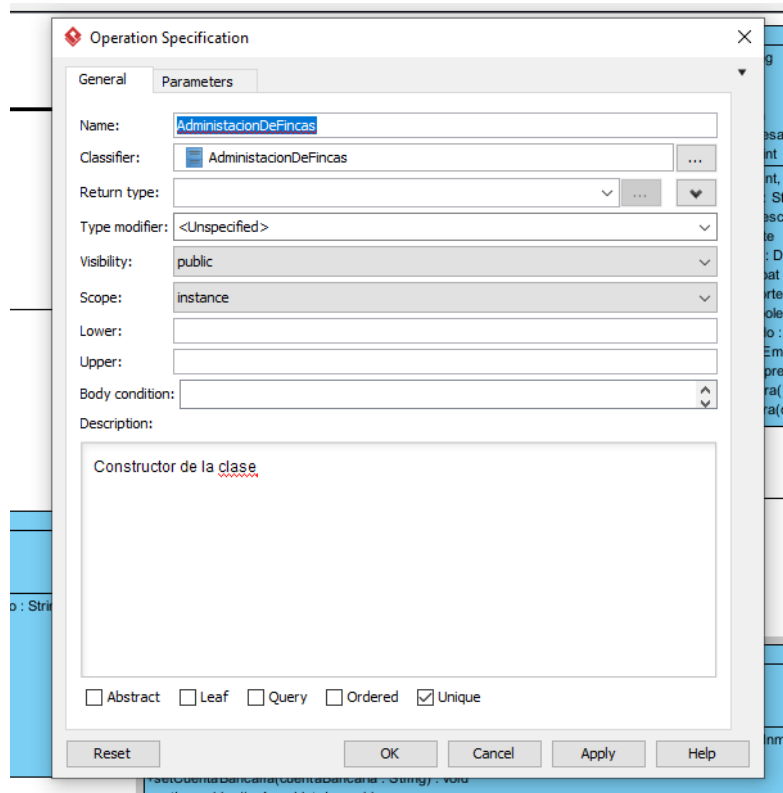 Operation Specification
General
Parameters
Name: AdministacionDeFincas
Classifier: AdministacionDeFincas ...
Return type: ...
Type modifier: <Unspecified>
Visibility: public
Scope: instance
Lower:
Upper:
Body condition:
Description:
Constructor de la clase
Abstract Leaf Query Ordered Unique
Reset OK Cancel Apply Help